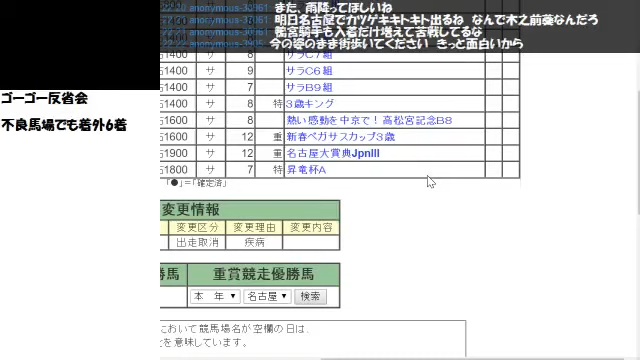 anonymous-30961: また、雨降ってほしいね
anonymous- 明日名古屋でカツゲキキトキト出るね なんで木之前葵なんだろ
anonymous- 鴨宮騎手も入着だけ増えて苦戦してるな
anonymous- 今の姿のまま街歩いてください きっと面白いから
ゴーゴー反省会
不良馬場でも着外6着
1400 サ 8 サラC7組
1400 サ 9 サラC6組
1400 サ 7 サラB9組
1400 サ 8 特 3歳キング
1600 サ 8 熱い感動を中京で！高松宮記念B8
1600 サ 12 重 新春ペガサスカップ3歳
1900 サ 12 重 名古屋大賞典JpnIII
1800 サ 7 特 昇竜杯A
「●」=「確定済」
変更情報
変更区分 変更理由 変更内容
出走取消 疾病
勝馬 重賞競走優勝馬
本 年 ▼ 名古屋 ▼ 検索
において競馬場名が空欄の日は、
を意味しています。